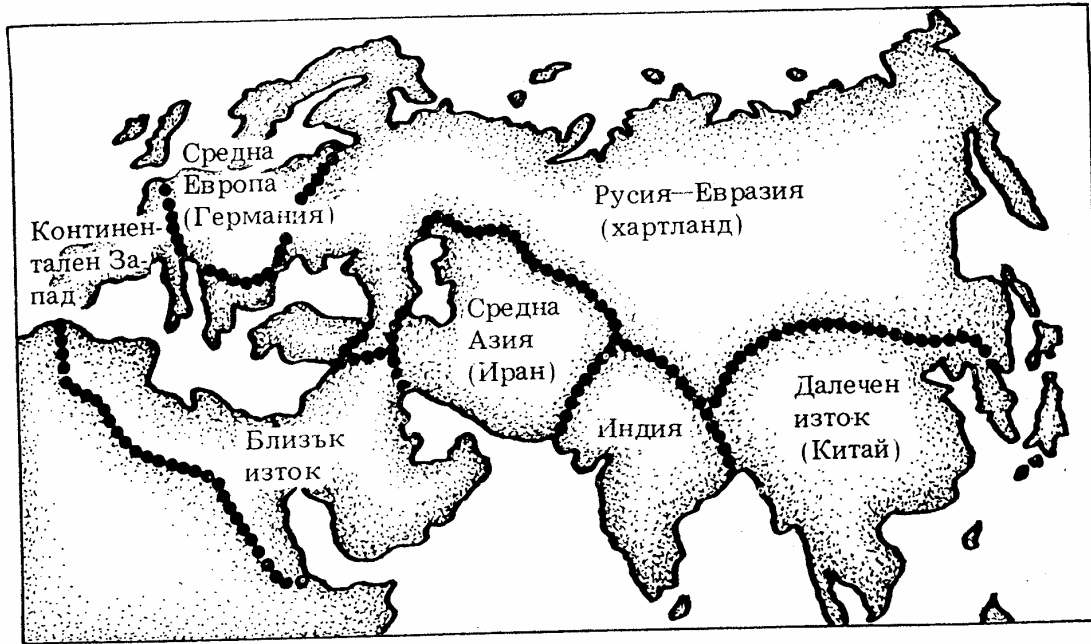 Средна
Европа
(Германия)
Континен-
тален За-
пад
Русия—Евразия
(хартланд)
Средна
Азия
(Иран)
Близък
изток
Индия
Далечен
изток
(Китай)